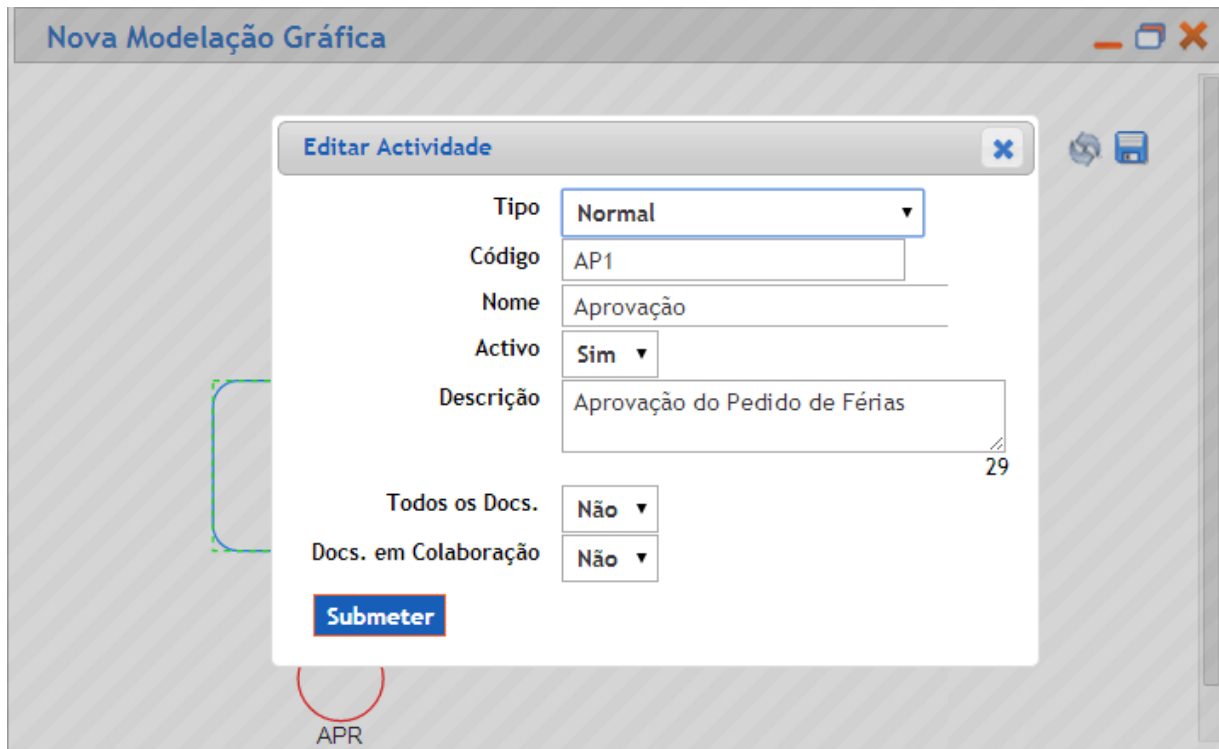 Nova Modelação Gráfica
Editar Actividade
Tipo Normal
Código AP1
Nome Aprovação
Activo Sim
Descrição Aprovação do Pedido de Férias
29
Todos os Docs. Não
Docs. em Colaboração Não
Submeter
APR